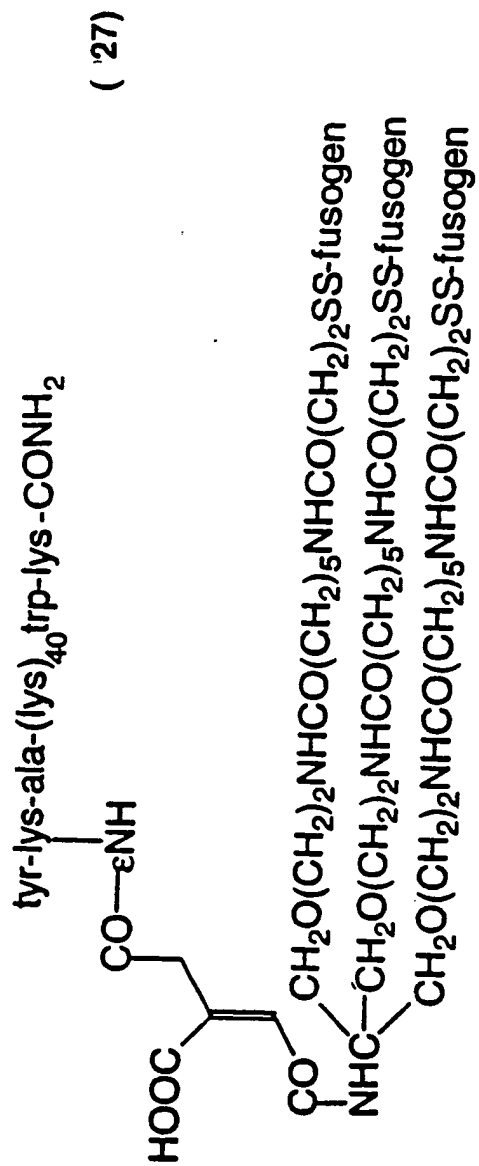 ( '27)
tyr-lys-ala-(lys)40trp-lys-CONH2
CO-εNH
HOOC
CO
NHC
CH2O(CH2)2NHCO(CH2)5NHCO(CH2)2SS-fusogen
CH2O(CH2)2NHCO(CH2)5NHCO(CH2)2SS-fusogen
CH2O(CH2)2NHCO(CH2)5NHCO(CH2)2SS-fusogen